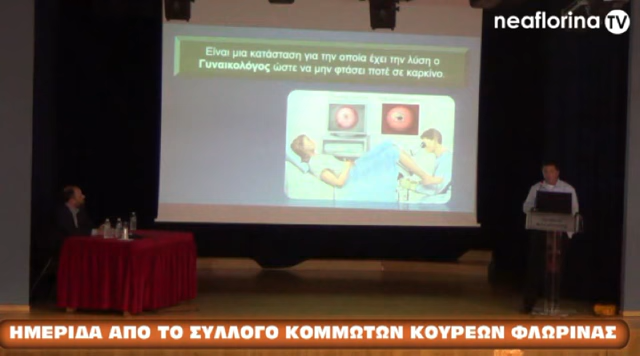 neaflorina TV
Είναι μια κατάσταση για την οποία έχει την λύση ο
Γυναικολόγος ώστε να μην φτάσει ποτέ σε καρκίνο.
ΗΜΕΡΙΔΑ ΑΠΟ ΤΟ ΣΥΛΛΟΓΟ ΚΟΜΜΩΤΩΝ ΚΟΥΡΕΩΝ ΦΛΩΡΙΝΑΣ